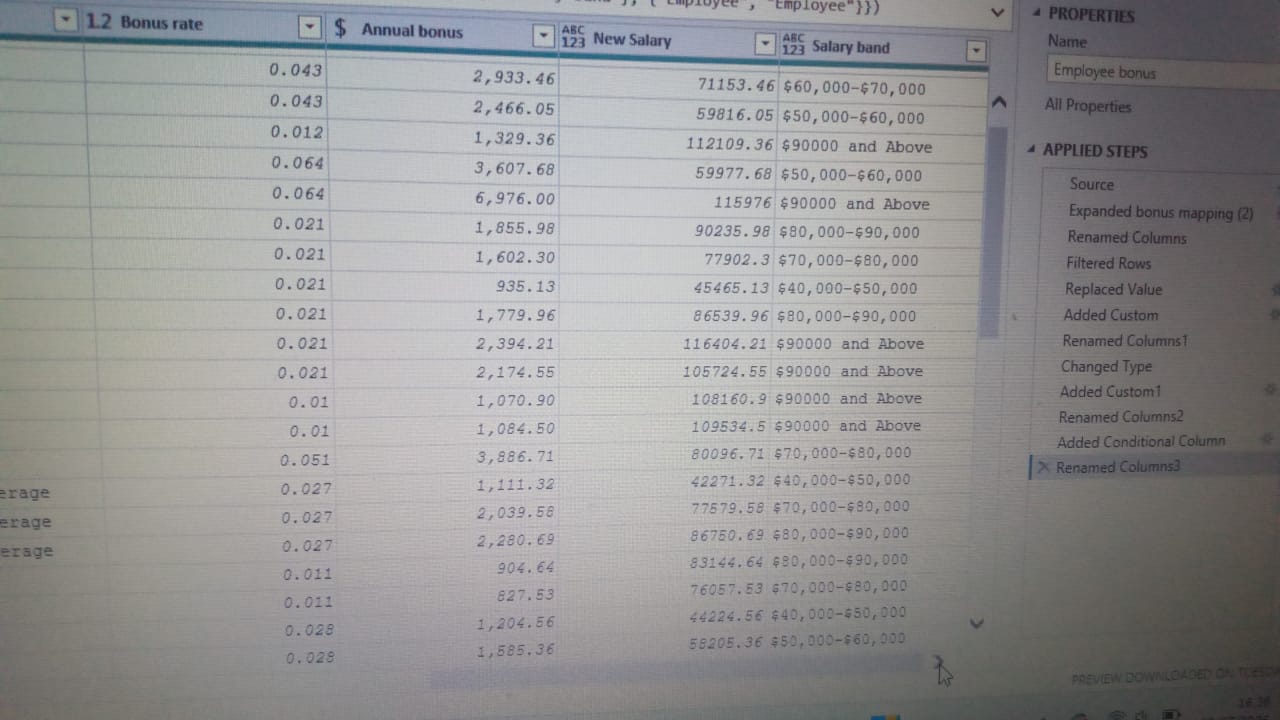 "Employee", "Employee"}})
1.2 Bonus rate $ Annual bonus ABC 123 New Salary ABC 123 Salary band
0.043 2,933.46 71153.46 $60,000-$70,000
0.043 2,466.05 59816.05 $50,000-$60,000
0.012 1,329.36 112109.36 $90000 and Above
0.064 3,607.68 59977.68 $50,000-$60,000
0.064 6,976.00 115976 $90000 and Above
0.021 1,855.98 90235.98 $80,000-$90,000
0.021 1,602.30 77902.3 $70,000-$80,000
0.021 935.13 45465.13 $40,000-$50,000
0.021 1,779.96 86539.96 $80,000-$90,000
0.021 2,394.21 116404.21 $90000 and Above
0.021 2,174.55 105724.55 $90000 and Above
0.01 1,070.90 108160.9 $90000 and Above
0.01 1,084.50 109534.5 $90000 and Above
0.051 3,886.71 80096.71 $70,000-$80,000
erage 0.027 1,111.32 42271.32 $40,000-$50,000
erage 0.027 2,039.58 77579.58 $70,000-$80,000
erage 0.027 2,280.69 86750.69 $80,000-$90,000
0.011 904.64 83144.64 $80,000-$90,000
0.011 827.53 76057.53 $70,000-$80,000
0.028 1,204.56 44224.56 $40,000-$50,000
0.028 1,585.36 58205.36 $50,000-$60,000
PROPERTIES
Name
Employee bonus
All Properties
APPLIED STEPS
Source
Expanded bonus mapping (2)
Renamed Columns
Filtered Rows
Replaced Value
Added Custom
Renamed Columns1
Changed Type
Added Custom1
Renamed Columns2
Added Conditional Column
Renamed Columns3
PREVIEW DOWNLOADED ON